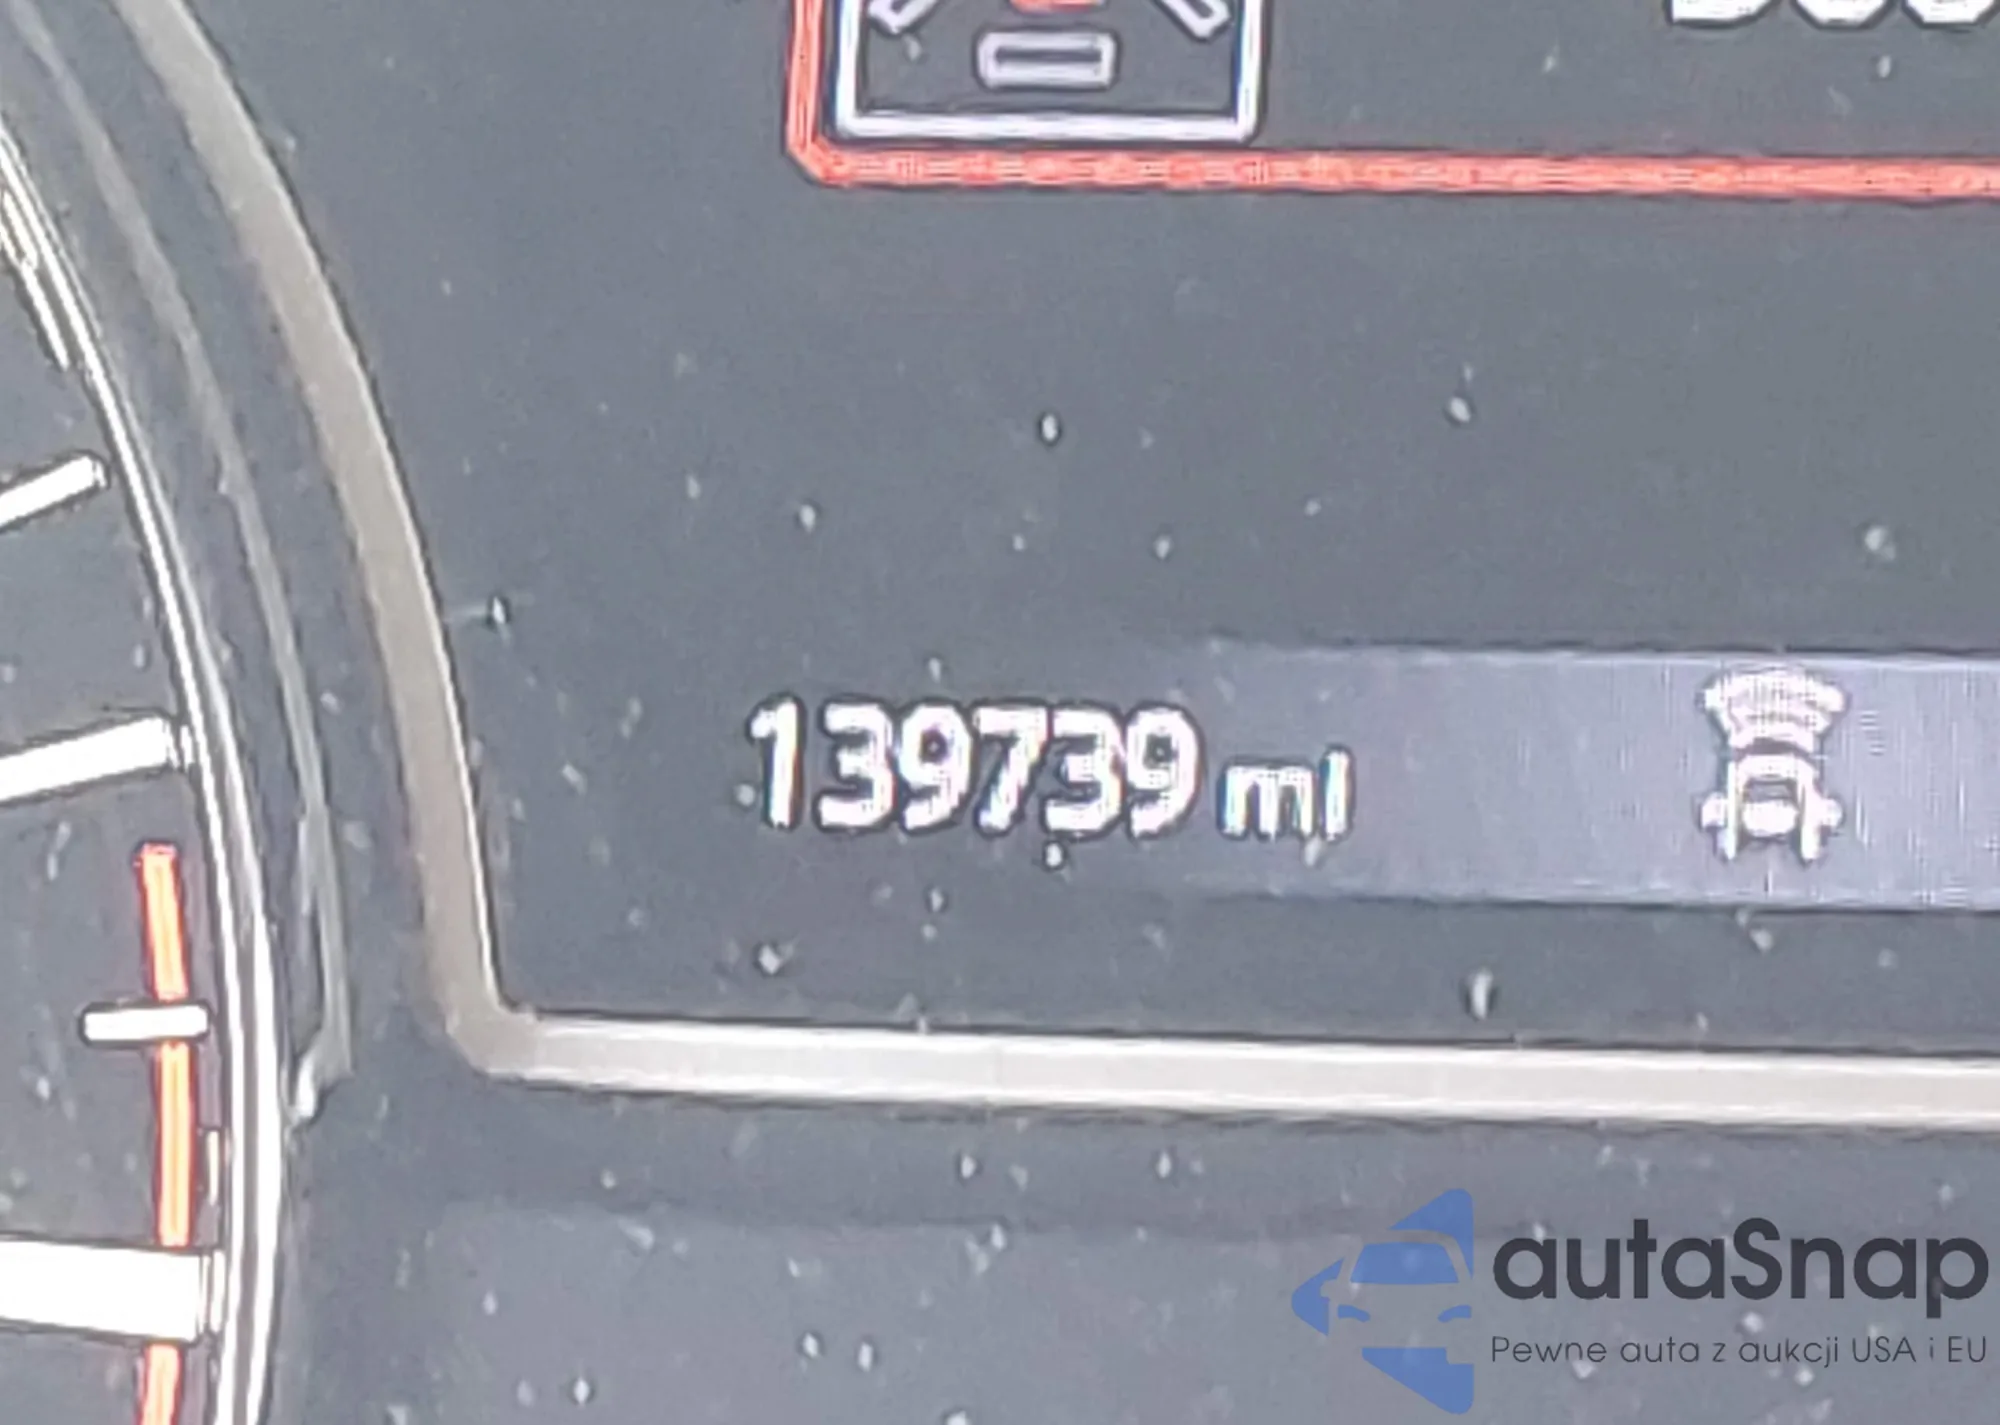 139739 mi
autaSnap
Pewne auta z aukcji USA i EU